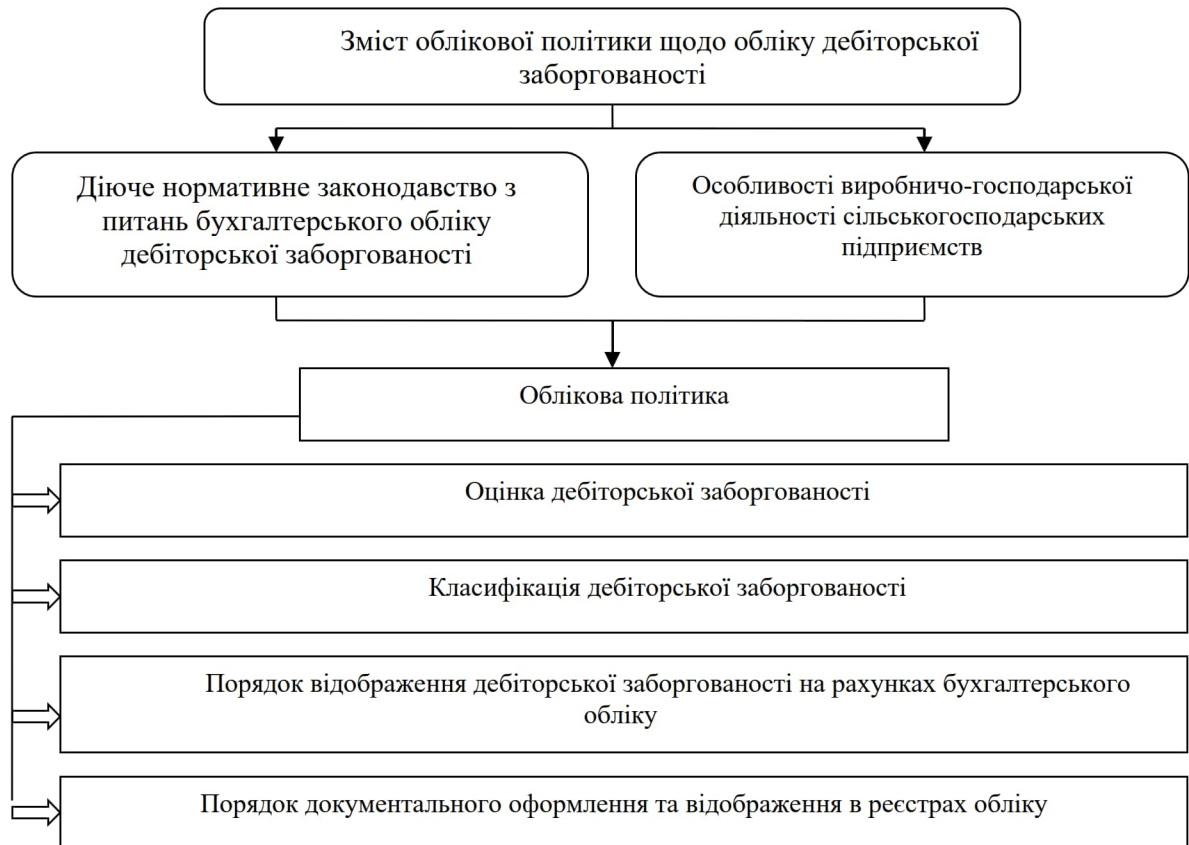 Зміст облікової політики щодо обліку дебіторської
заборгованості
Діюче нормативне законодавство з
питань бухгалтерського обліку
дебіторської заборгованості
Особливості виробничо-господарської
діяльності сільськогосподарських
підприємств
Облікова політика
Оцінка дебіторської заборгованості
Класифікація дебіторської заборгованості
Порядок відображення дебіторської заборгованості на рахунках бухгалтерського
обліку
Порядок документального оформлення та відображення в реєстрах обліку